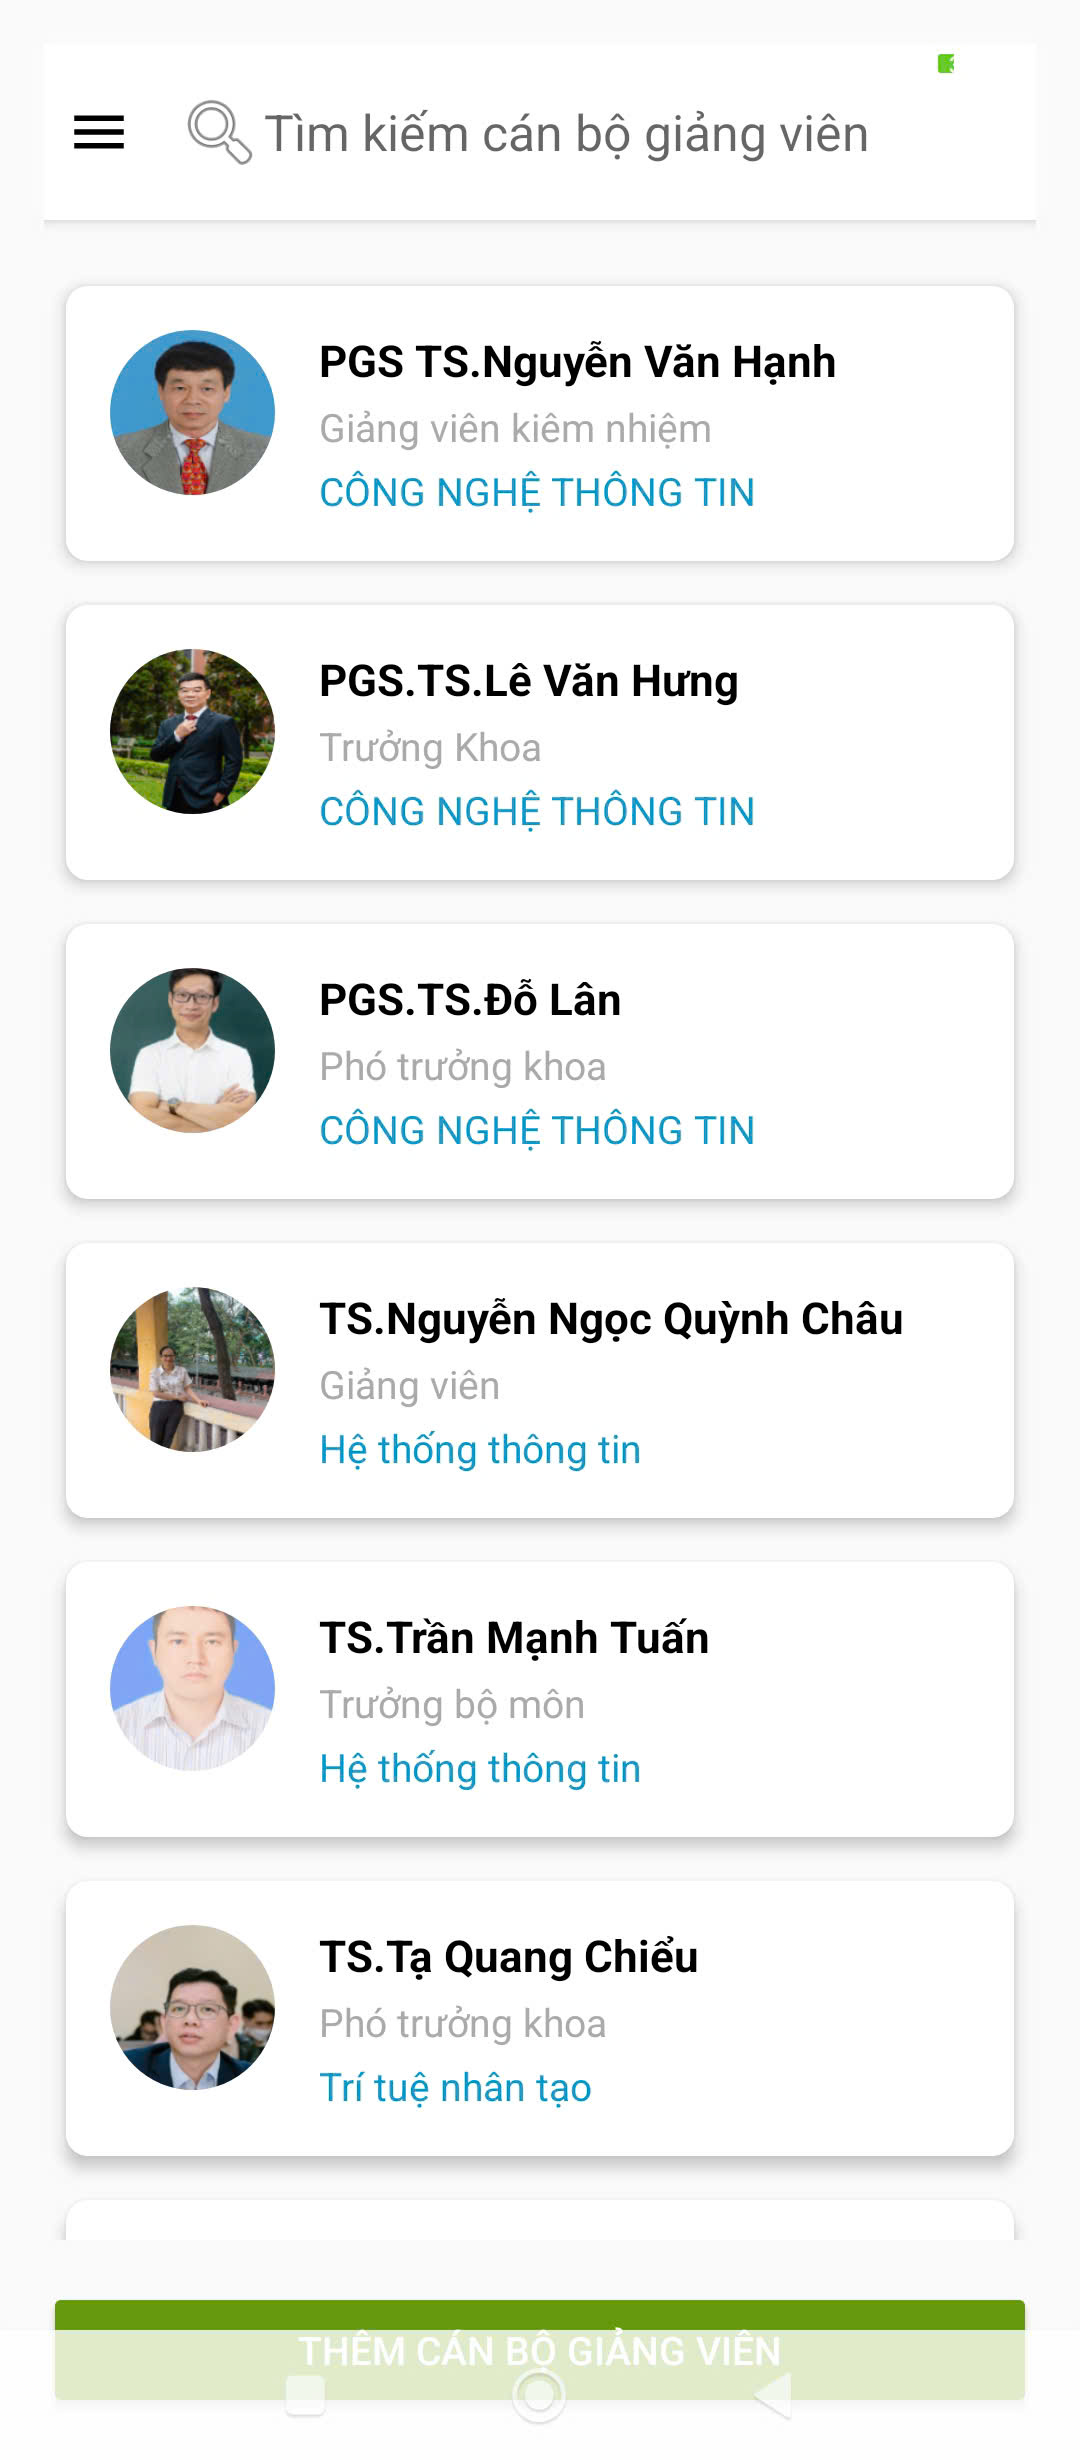 Tìm kiếm cán bộ giảng viên
PGS TS.Nguyễn Văn Hạnh
Giảng viên kiêm nhiệm
CÔNG NGHỆ THÔNG TIN
PGS.TS.Lê Văn Hưng
Trưởng Khoa
CÔNG NGHỆ THÔNG TIN
PGS.TS.Đỗ Lân
Phó trưởng khoa
CÔNG NGHỆ THÔNG TIN
TS.Nguyễn Ngọc Quỳnh Châu
Giảng viên
Hệ thống thông tin
TS.Trần Mạnh Tuấn
Trưởng bộ môn
Hệ thống thông tin
TS.Tạ Quang Chiểu
Phó trưởng khoa
Trí tuệ nhân tạo
THÊM CÁN BỘ GIẢNG VIÊN